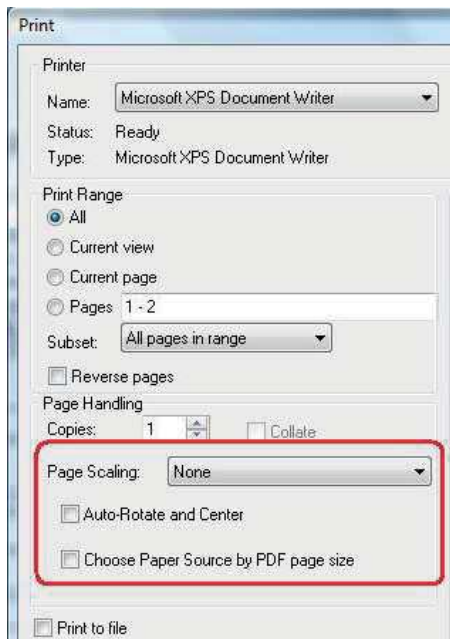 Print
Printer
Name: Microsoft XPS Document Writer
Status: Ready
Type: Microsoft XPS Document Writer
Print Range
All
Current view
Current page
Pages 1 - 2
Subset: All pages in range
Reverse pages
Page Handling
Copies: 1 Collate
Page Scaling: None
Auto-Rotate and Center
Choose Paper Source by PDF page size
Print to file